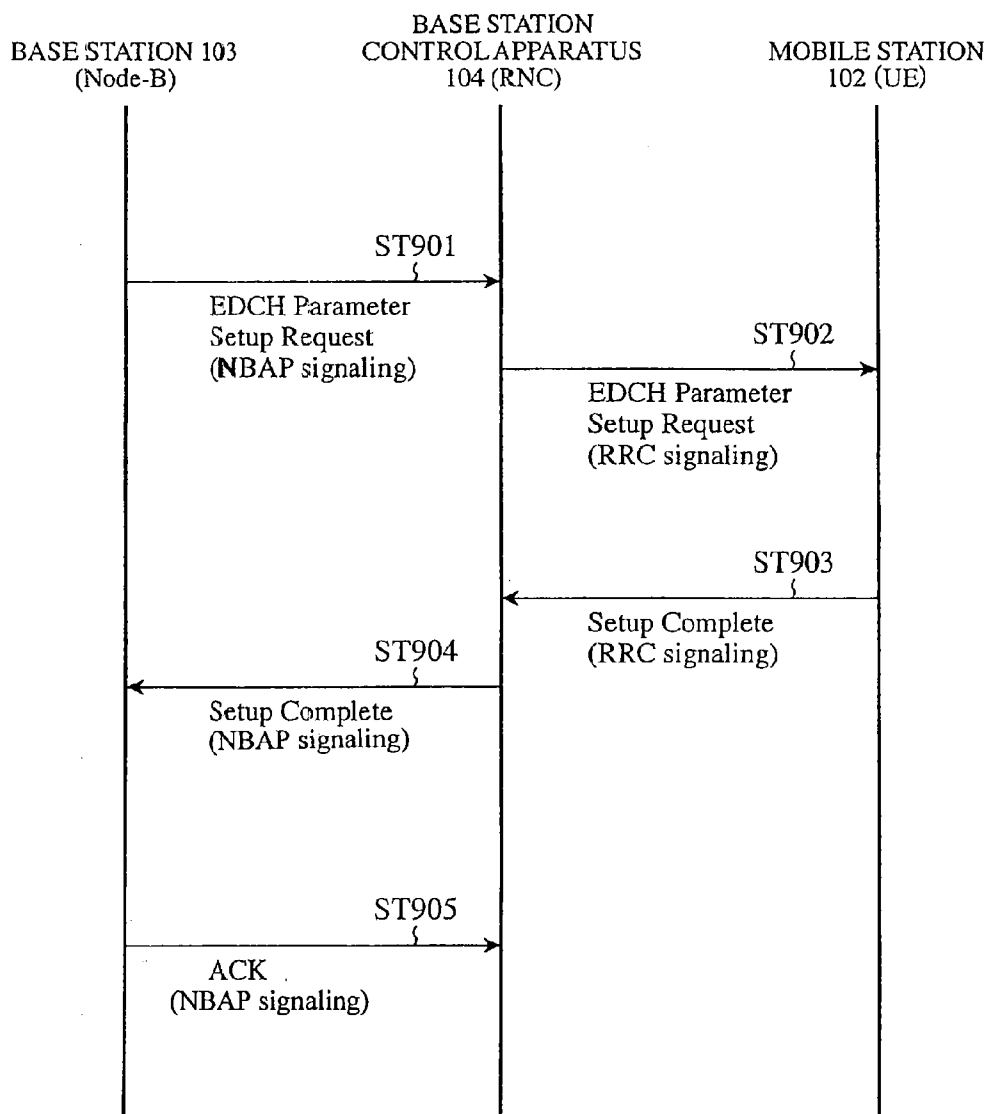 BASE STATION 103
(Node-B)
BASE STATION
CONTROL APPARATUS
104 (RNC)
MOBILE STATION
102 (UE)
ST901
EDCH Parameter
Setup Request
(NBAP signaling)
ST902
EDCH Parameter
Setup Request
(RRC signaling)
ST903
Setup Complete
(RRC signaling)
ST904
Setup Complete
(NBAP signaling)
ST905
ACK
(NBAP signaling)